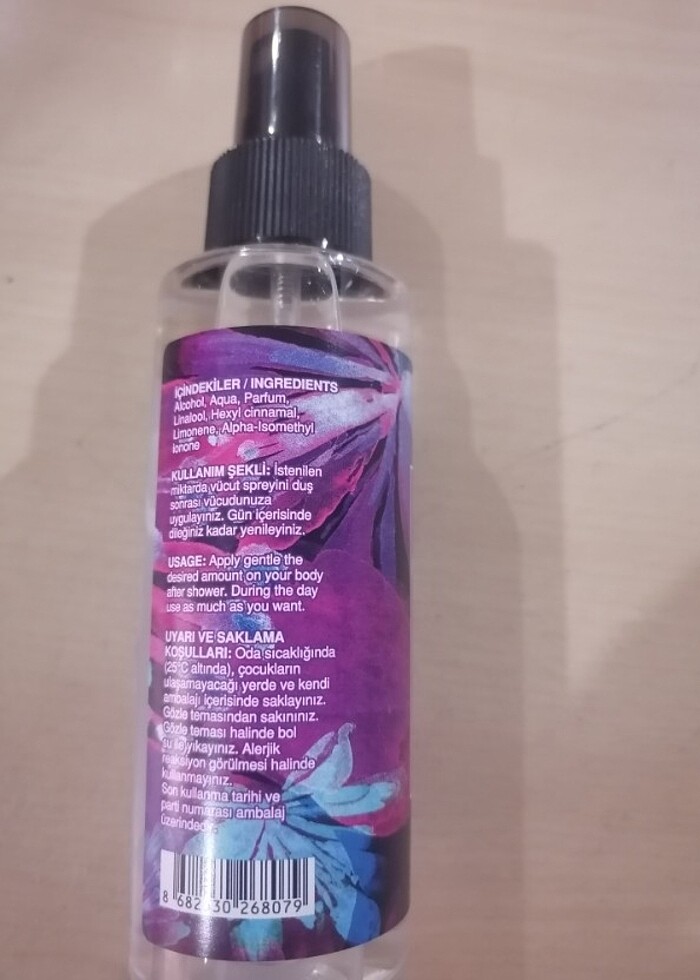 İÇİNDEKİLER / INGREDIENTS
Alcohol, Aqua, Parfum,
Linalool, Hexyl cinnamal,
Limonene, Alpha-Isomethyl
Ionone
KULLANIM ŞEKLİ: İstenilen
miktarda vücut spreyini duş
sonrası vücudunuza
uygulayınız. Gün içerisinde
dileğiniz kadar yenileyiniz.
USAGE: Apply gentle the
desired amount on your body
after shower. During the day
use as much as you want.
UYARI VE SAKLAMA
KOŞULLARI: Oda sıcaklığında
(25°C altında), çocukların
ulaşamayacağı yerde ve kendi
ambalajı içerisinde saklayınız.
Gözle temasından sakınınız.
Gözle teması halinde bol
su ile yıkayınız. Alerjik
reaksiyon görülmesi halinde
kullanmayınız.
Son kullanma tarihi ve
parti numarası ambalaj
üzerindedir.
8 268079